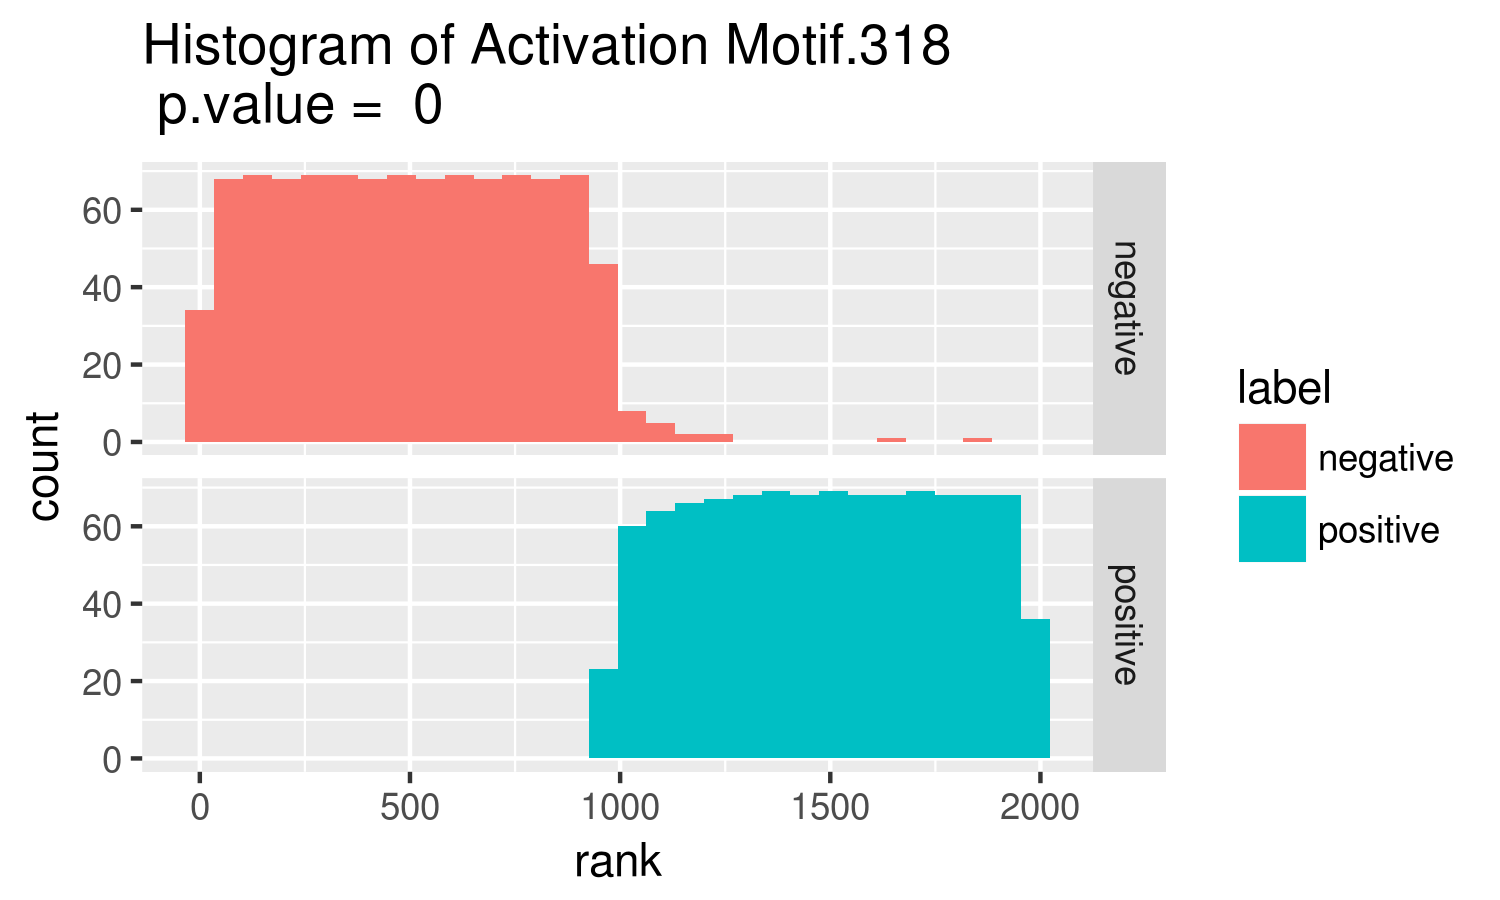 Histogram of Activation Motif.318
p.value =  0
count
60
40
20
0
negative
60
40
20
0
positive
0 500 1000 1500 2000
rank
label
negative
positive